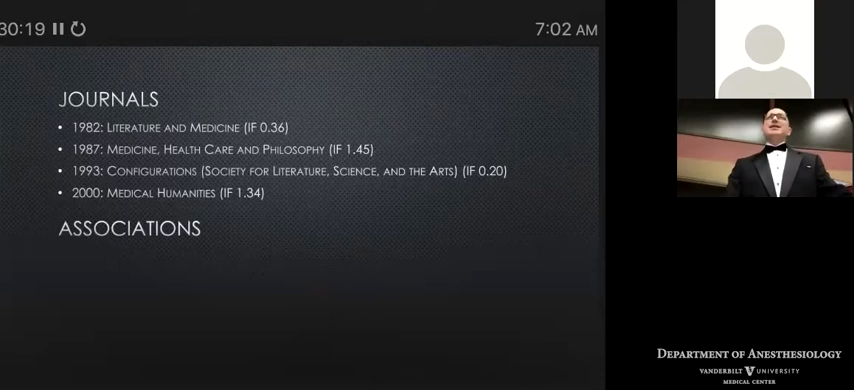 30:19
7:02 AM
JOURNALS
• 1982: LITERATURE AND MEDICINE (IF 0.36)
• 1987: MEDICINE, HEALTH CARE AND PHILOSOPHY (IF 1.45)
• 1993: CONFIGURATIONS (SOCIETY FOR LITERATURE, SCIENCE, AND THE ARTS) (IF 0.20)
• 2000: MEDICAL HUMANITIES (IF 1.34)
ASSOCIATIONS
DEPARTMENT OF ANESTHESIOLOGY
VANDERBILT UNIVERSITY
MEDICAL CENTER